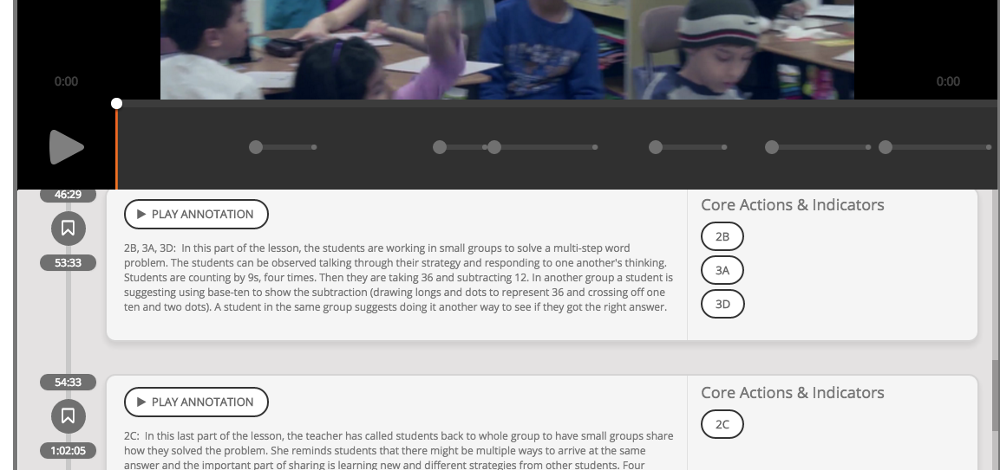 0:00
0:00
46:29
PLAY ANNOTATION
Core Actions & Indicators
2B
53:33
2B, 3A, 3D:  In this part of the lesson, the students are working in small groups to solve a multi-step word
problem. The students can be observed talking through their strategy and responding to one another's thinking.
Students are counting by 9s, four times. Then they are taking 36 and subtracting 12. In another group a student is
suggesting using base-ten to show the subtraction (drawing longs and dots to represent 36 and crossing off one
ten and two dots). A student in the same group suggests doing it another way to see if they got the right answer.
3A
3D
54:33
PLAY ANNOTATION
Core Actions & Indicators
2C
1:02:05
2C:  In this last part of the lesson, the teacher has called students back to whole group to have small groups share
how they solved the problem. She reminds students that there might be multiple ways to arrive at the same
answer and the important part of sharing is learning new and different strategies from other students. Four